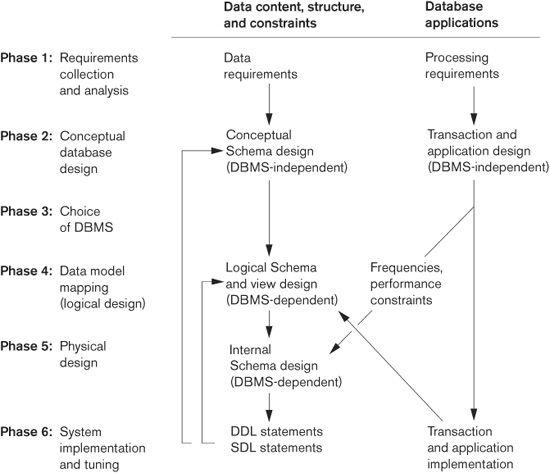 Data content, structure,
and constraints
Database
applications
Phase 1: Requirements
collection
and analysis
Data
requirements
Processing
requirements
Phase 2: Conceptual
database
design
Conceptual
Schema design
(DBMS-independent)
Transaction and
application design
(DBMS-independent)
Phase 3: Choice
of DBMS
Phase 4: Data model
mapping
(logical design)
Logical Schema
and view design
(DBMS-dependent)
Frequencies,
performance
constraints
Phase 5: Physical
design
Internal
Schema design
(DBMS-dependent)
Phase 6: System
implementation
and tuning
DDL statements
SDL statements
Transaction
and application
implementation